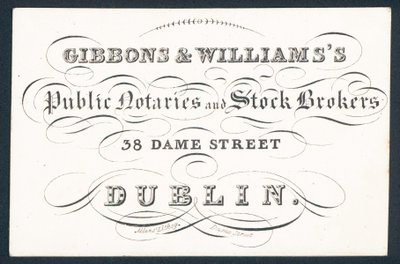 GIBBONS & WILLIAMS'S
Public Notaries and Stock Brokers
38 DAME STREET
DUBLIN.